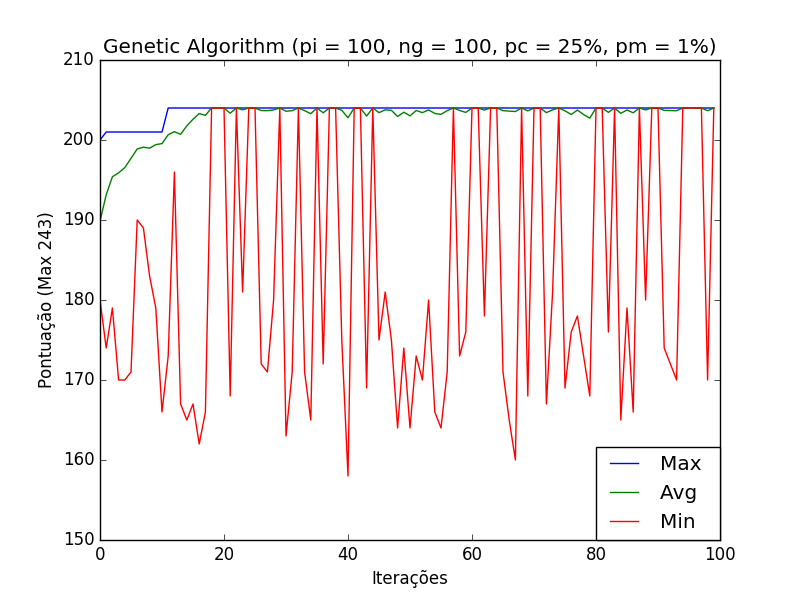 Genetic Algorithm (pi = 100, ng = 100, pc = 25%, pm = 1%)
210
200
190
180
170
160
150
Pontuação (Max 243)
Max
Avg
Min
0
20
40
60
80
100
Iterações